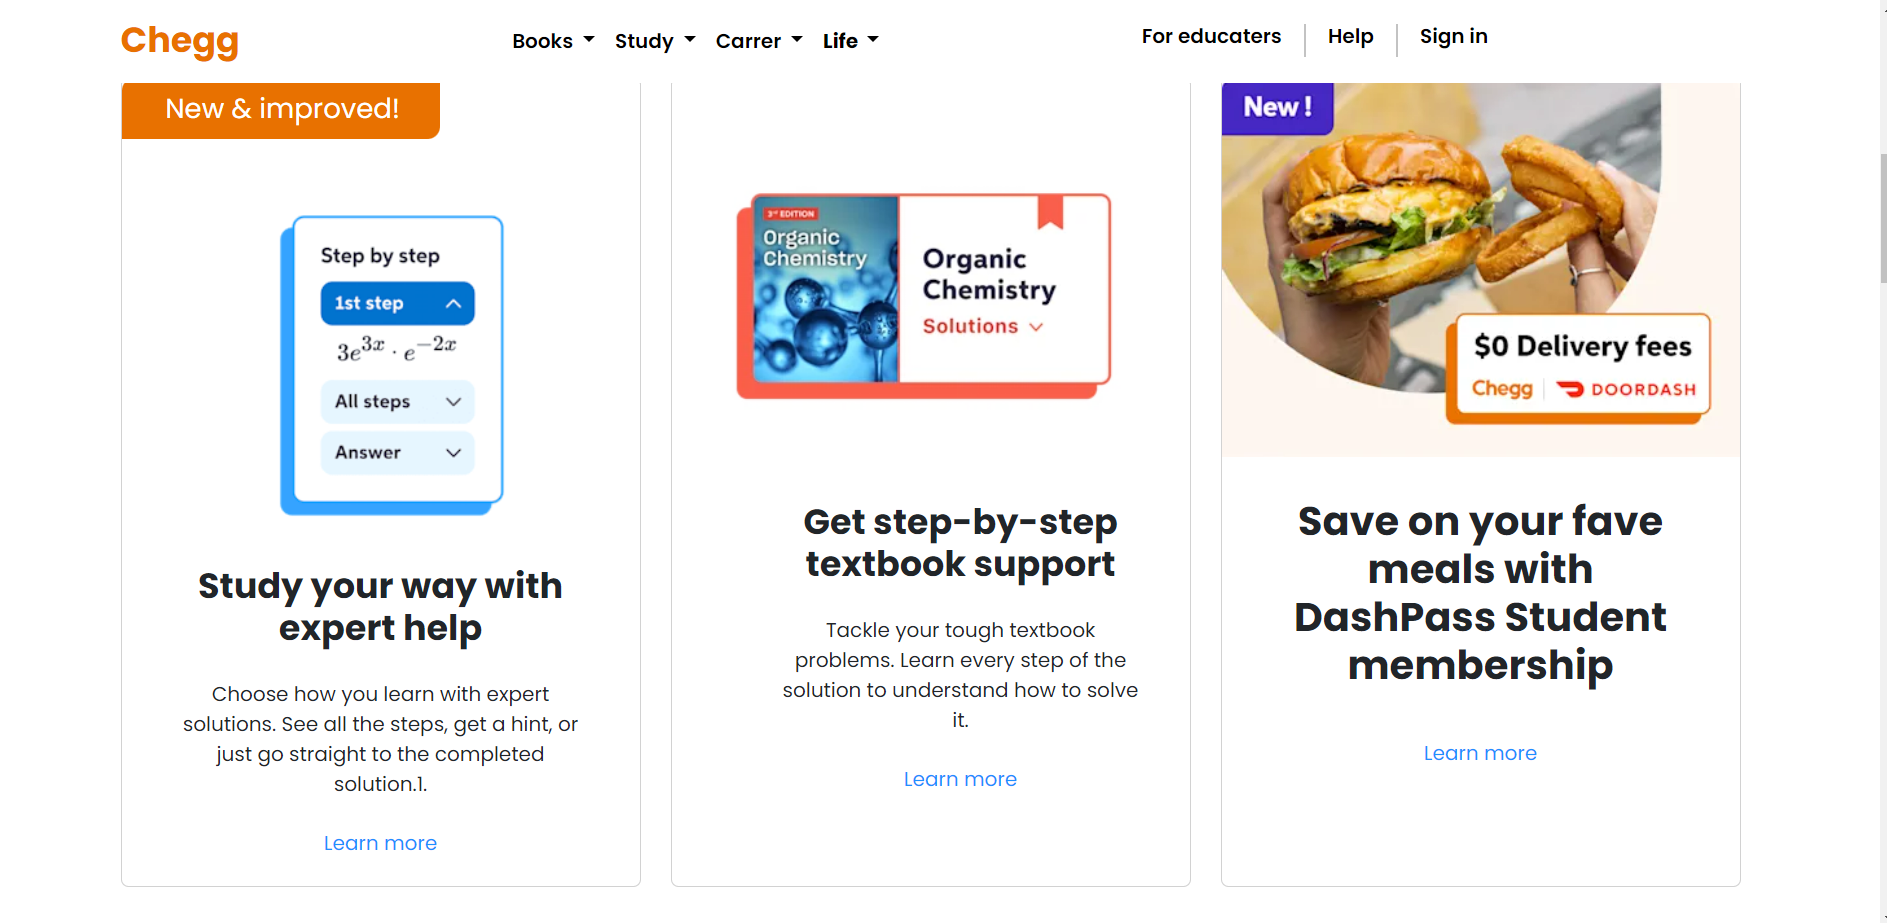 Chegg
Books
Study
Carrer
Life
For educaters
Help
Sign in
New & improved!
Step by step
1st step
3e^{3x} · e^{−2x}
All steps
Answer
Study your way with
expert help
Choose how you learn with expert
solutions. See all the steps, get a hint, or
just go straight to the completed
solution.1.
Learn more
3rd EDITION
Organic
Chemistry
Organic
Chemistry
Solutions
Get step-by-step
textbook support
Tackle your tough textbook
problems. Learn every step of the
solution to understand how to solve
it.
Learn more
New !
$0 Delivery fees
Chegg
DOORDASH
Save on your fave
meals with
DashPass Student
membership
Learn more